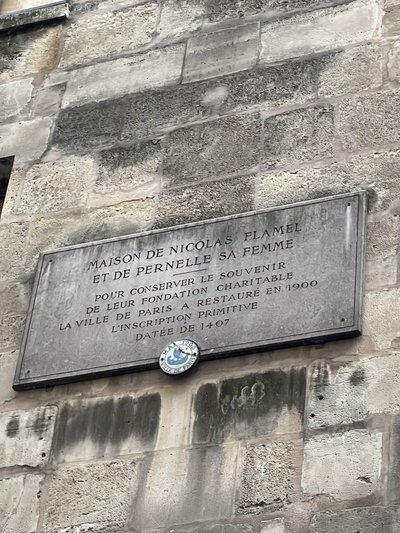 MAISON DE NICOLAS FLAMEL
ET DE PERNELLE SA FEMME
POUR CONSERVER LE SOUVENIR
DE LEUR FONDATION CHARITABLE
LA VILLE DE PARIS A RESTAURÉ EN 1900
L'INSCRIPTION PRIMITIVE
DATÉE DE 1407